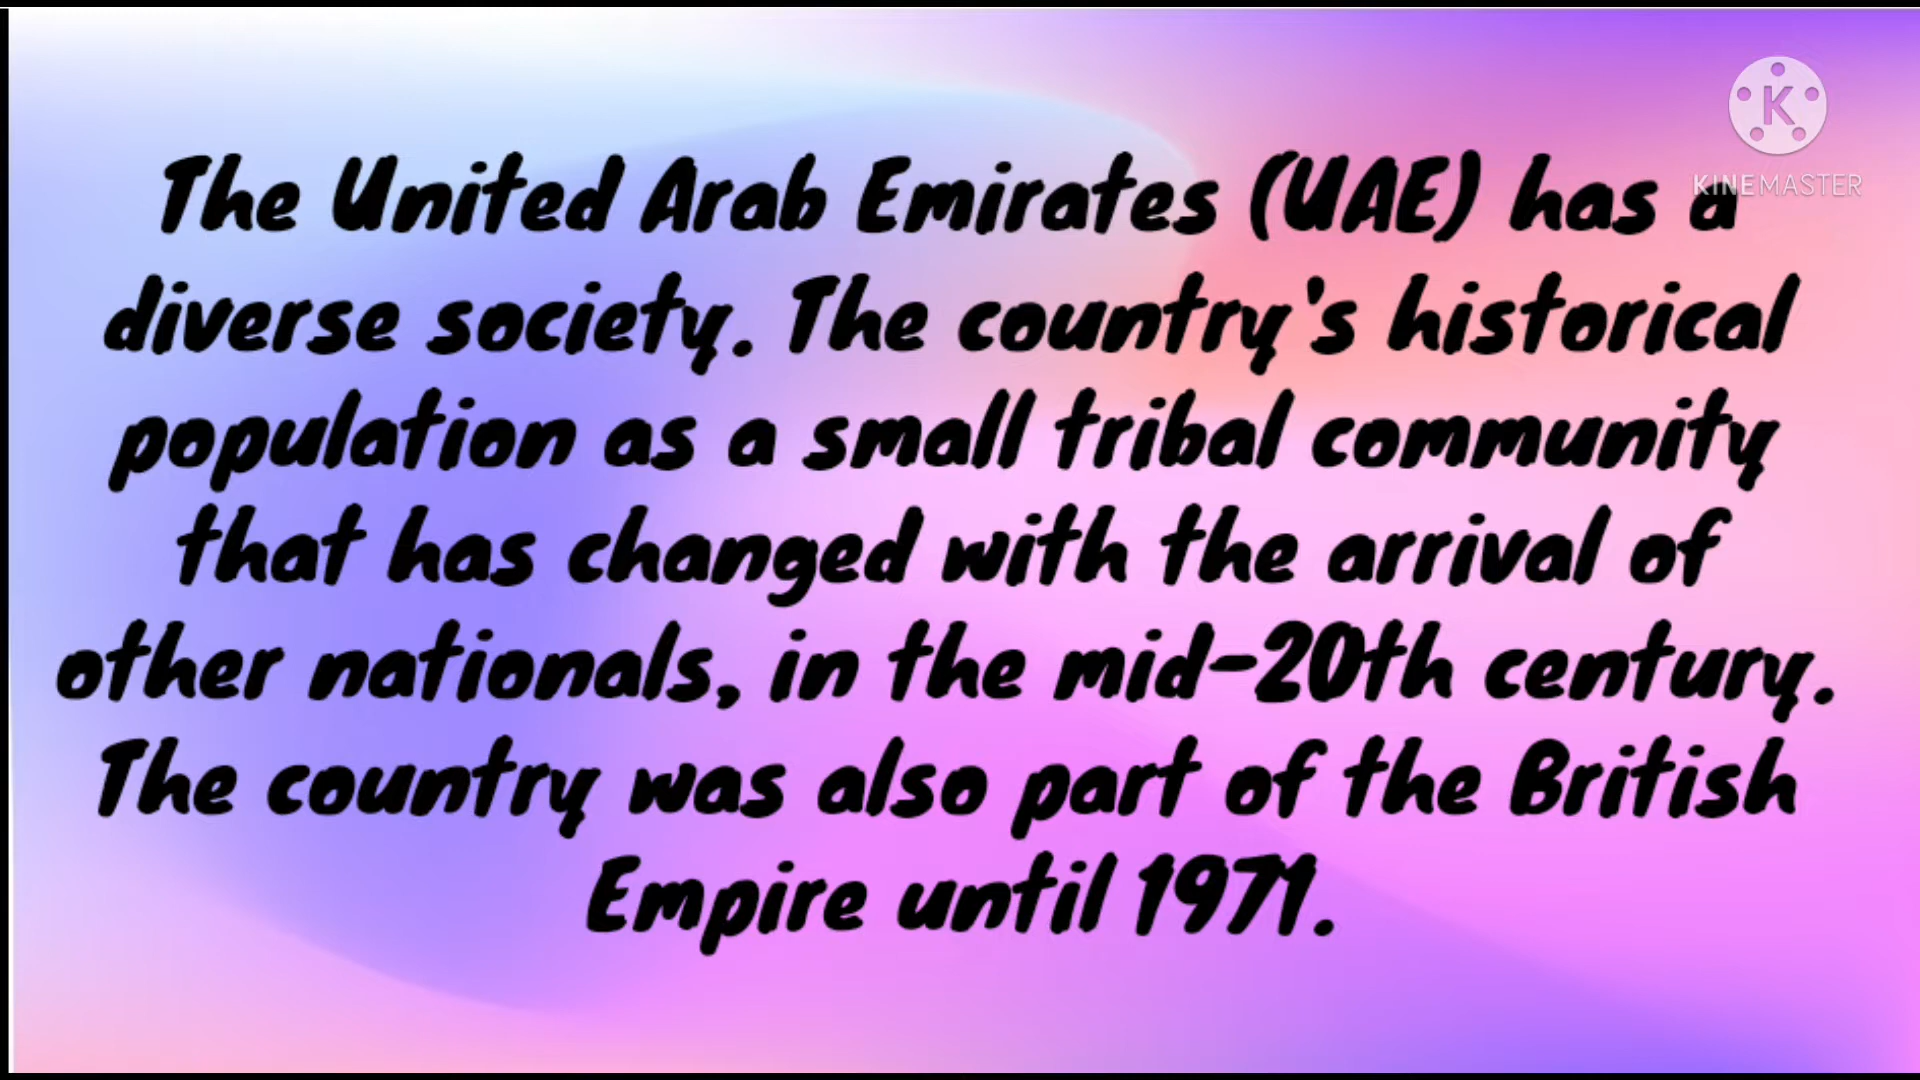 KINEMASTER
The United Arab Emirates (UAE) has a
diverse society. The country's historical
population as a small tribal community
that has changed with the arrival of
other nationals, in the mid-20th century.
The country was also part of the British
Empire until 1971.